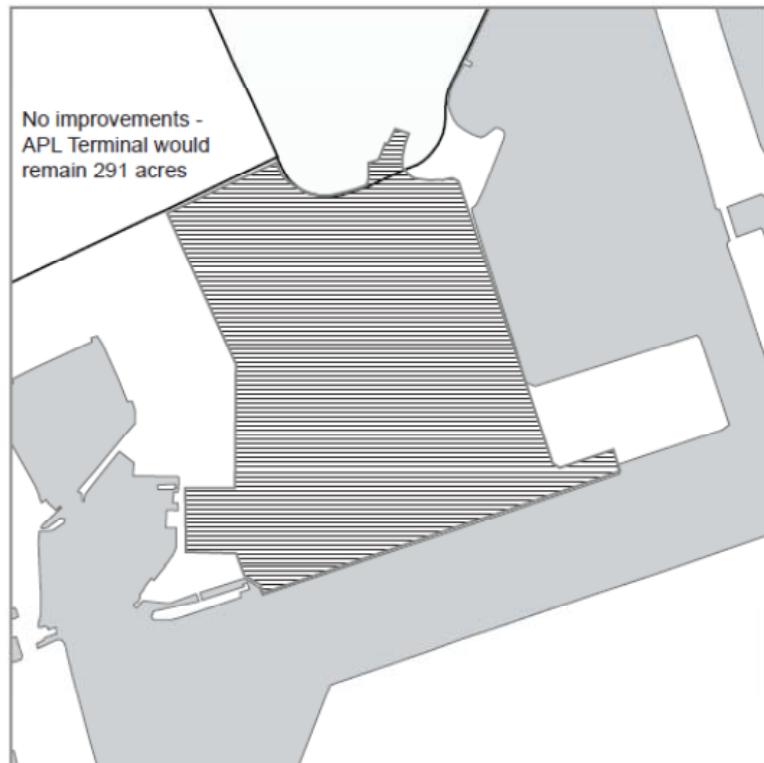 No improvements -
APL Terminal would
remain 291 acres